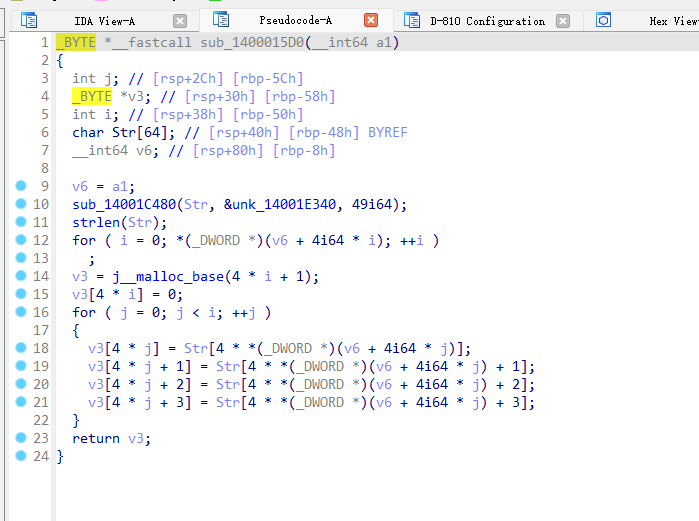 IDA View-A Pseudocode-A D-810 Configuration Hex View
1 _BYTE *__fastcall sub_1400015D0(__int64 a1)
2 {
3 int j; // [rsp+2Ch] [rbp-5Ch]
4 _BYTE *v3; // [rsp+30h] [rbp-58h]
5 int i; // [rsp+38h] [rbp-50h]
6 char Str[64]; // [rsp+40h] [rbp-48h] BYREF
7 __int64 v6; // [rsp+80h] [rbp-8h]
8
9 v6 = a1;
10 sub_14001C480(Str, &unk_14001E340, 49i64);
11 strlen(Str);
12 for ( i = 0; *(_DWORD *)(v6 + 4i64 * i); ++i )
13 ;
14 v3 = j__malloc_base(4 * i + 1);
15 v3[4 * i] = 0;
16 for ( j = 0; j < i; ++j )
17 {
18 v3[4 * j] = Str[4 * *(_DWORD *)(v6 + 4i64 * j)];
19 v3[4 * j + 1] = Str[4 * *(_DWORD *)(v6 + 4i64 * j) + 1];
20 v3[4 * j + 2] = Str[4 * *(_DWORD *)(v6 + 4i64 * j) + 2];
21 v3[4 * j + 3] = Str[4 * *(_DWORD *)(v6 + 4i64 * j) + 3];
22 }
23 return v3;
24 }